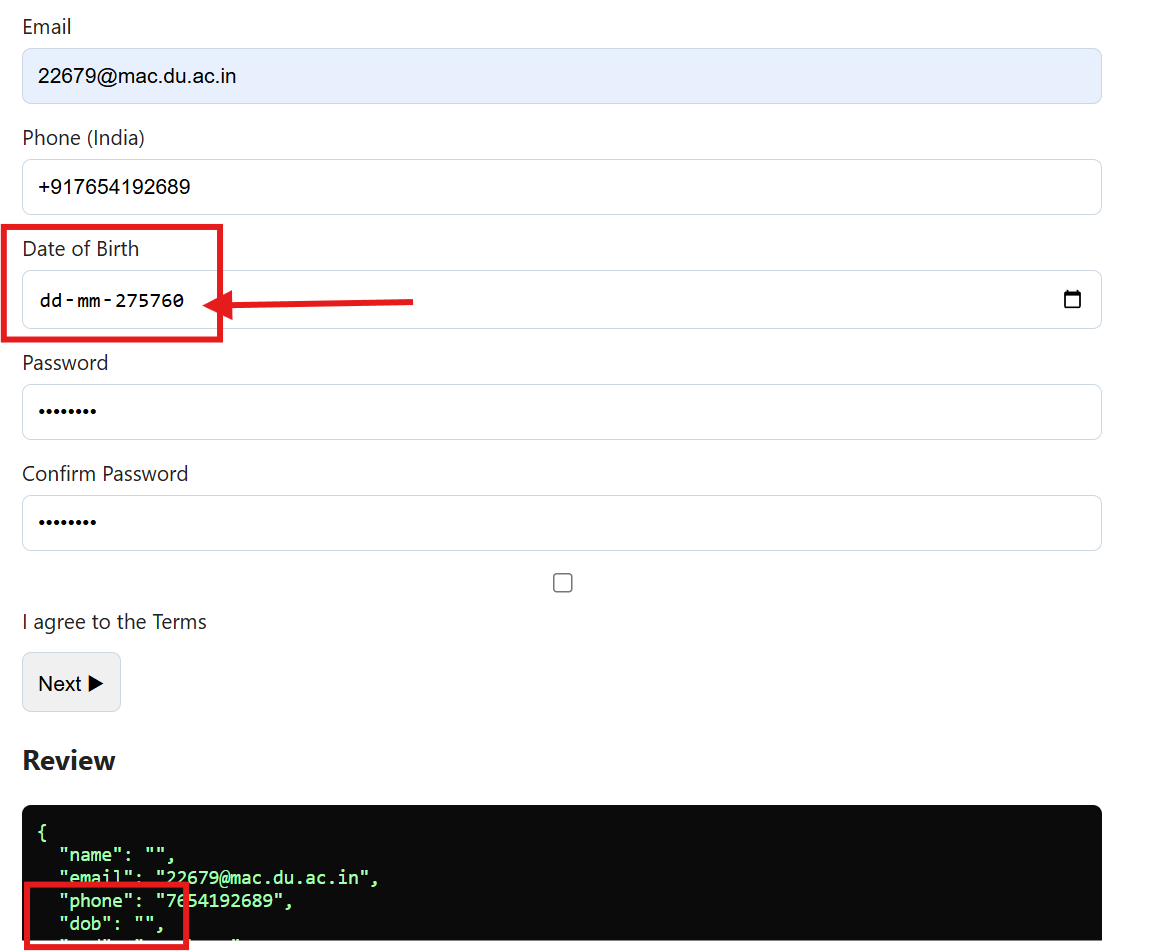 Email
22679@mac.du.ac.in
Phone (India)
+917654192689
Date of Birth
dd-mm-275760
Password
••••••••
Confirm Password
••••••••
I agree to the Terms
Next ▶
Review
{
"name": "",
"email": "22679@mac.du.ac.in",
"phone": "7654192689",
"dob": "",